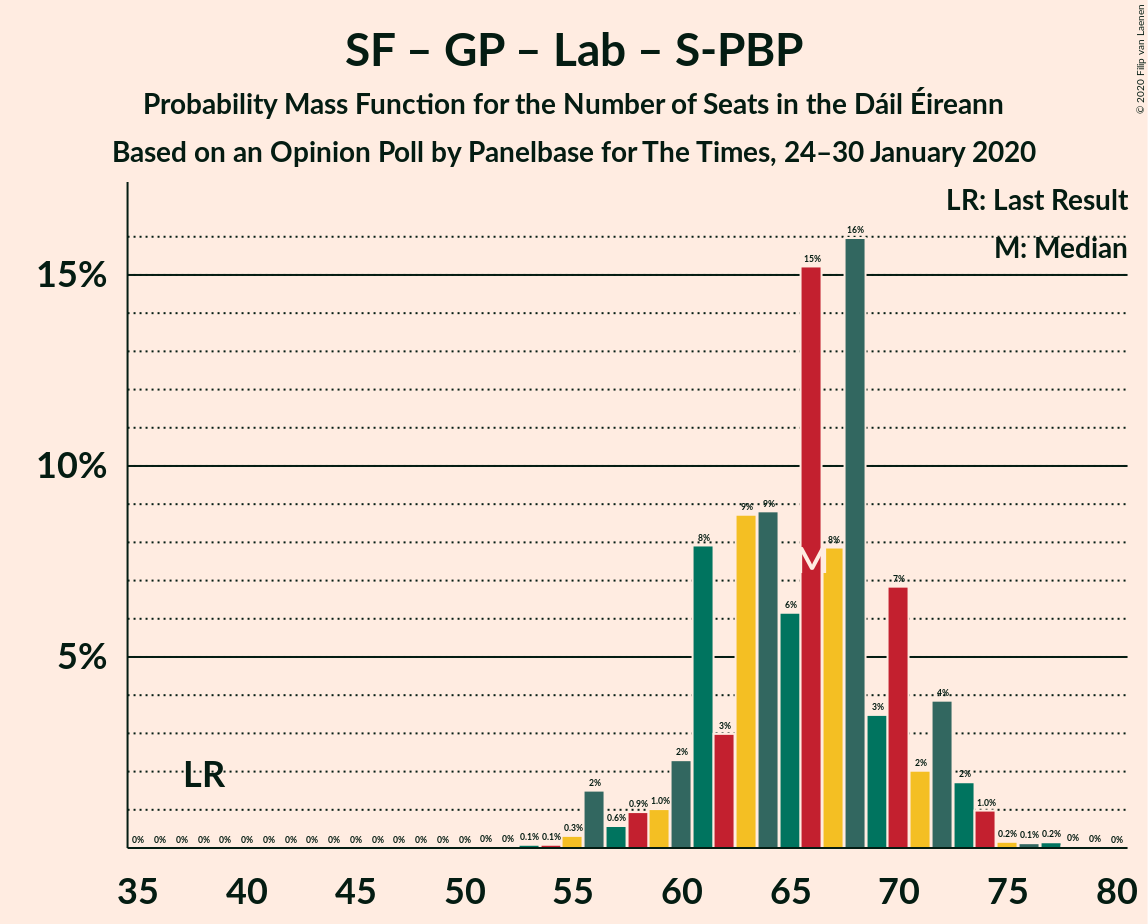 SF – GP – Lab – S-PBP
Probability Mass Function for the Number of Seats in the Dáil Éireann
Based on an Opinion Poll by Panelbase for The Times, 24–30 January 2020
© 2020 Filip van Laenen
LR: Last Result
M: Median
15%
10%
5%
LR
M
0% 0% 0% 0% 0% 0% 0% 0% 0% 0% 0% 0% 0% 0% 0% 0% 0% 0% 0.1% 0.1% 0.3% 2% 0.6% 0.9% 1.0% 2% 8% 3% 9% 9% 6% 15% 8% 16% 3% 7% 2% 4% 2% 1.0% 0.2% 0.1% 0.2% 0% 0% 0%
35 40 45 50 55 60 65 70 75 80